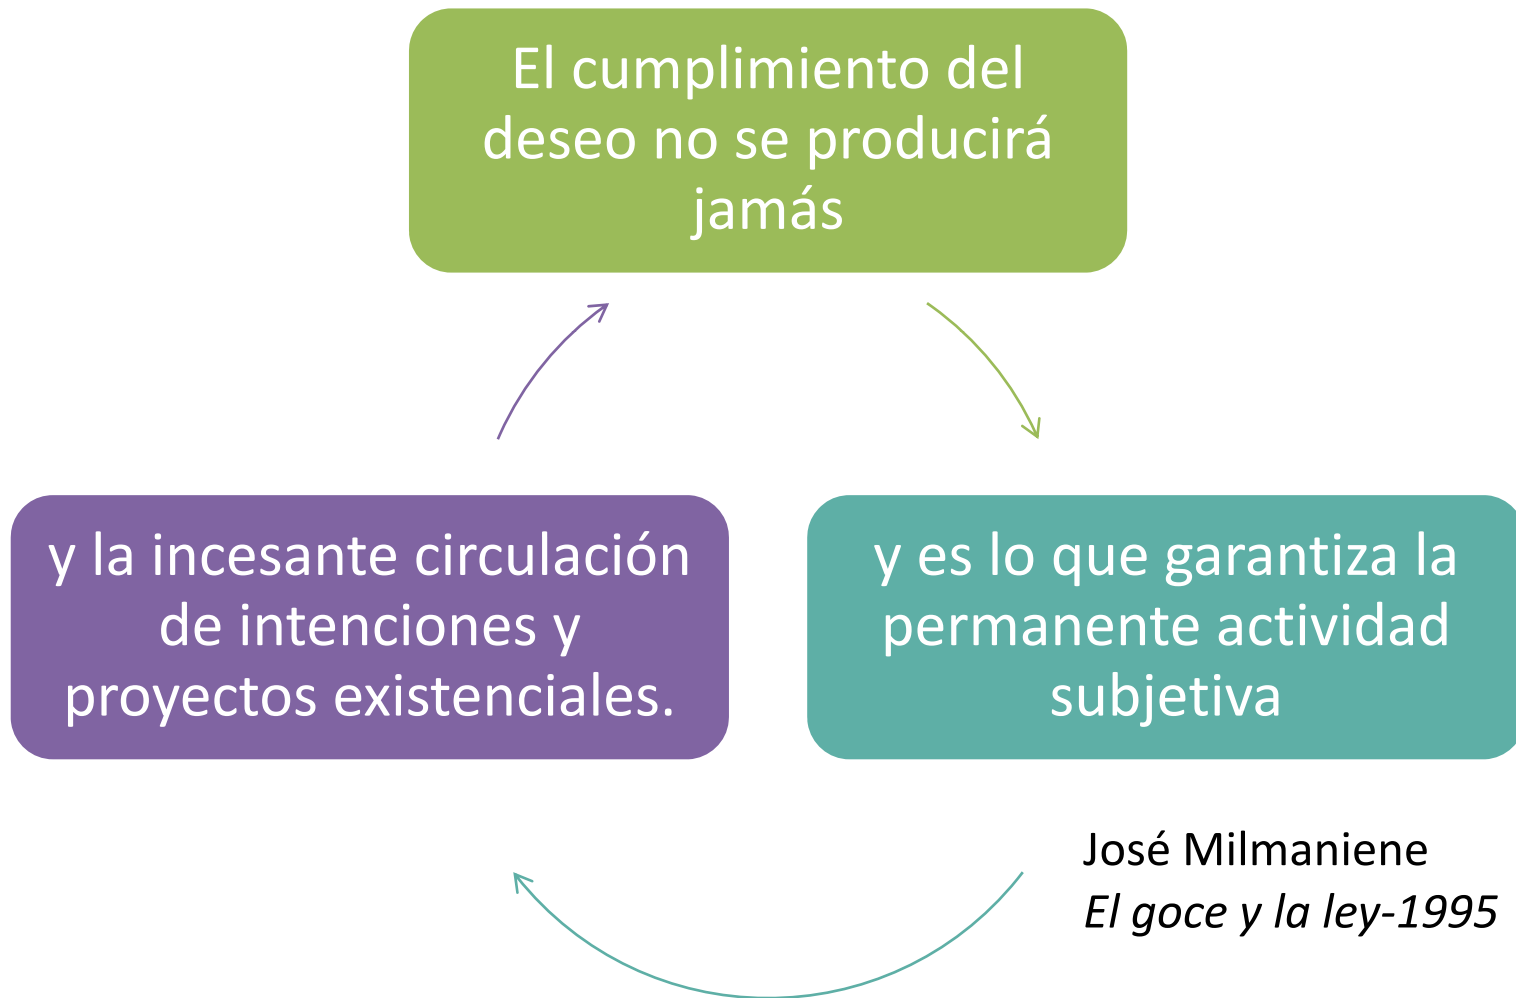 El cumplimiento del
deseo no se producirá
jamás
y es lo que garantiza la
permanente actividad
subjetiva
y la incesante circulación
de intenciones y
proyectos existenciales.
José Milmaniene
El goce y la ley-1995